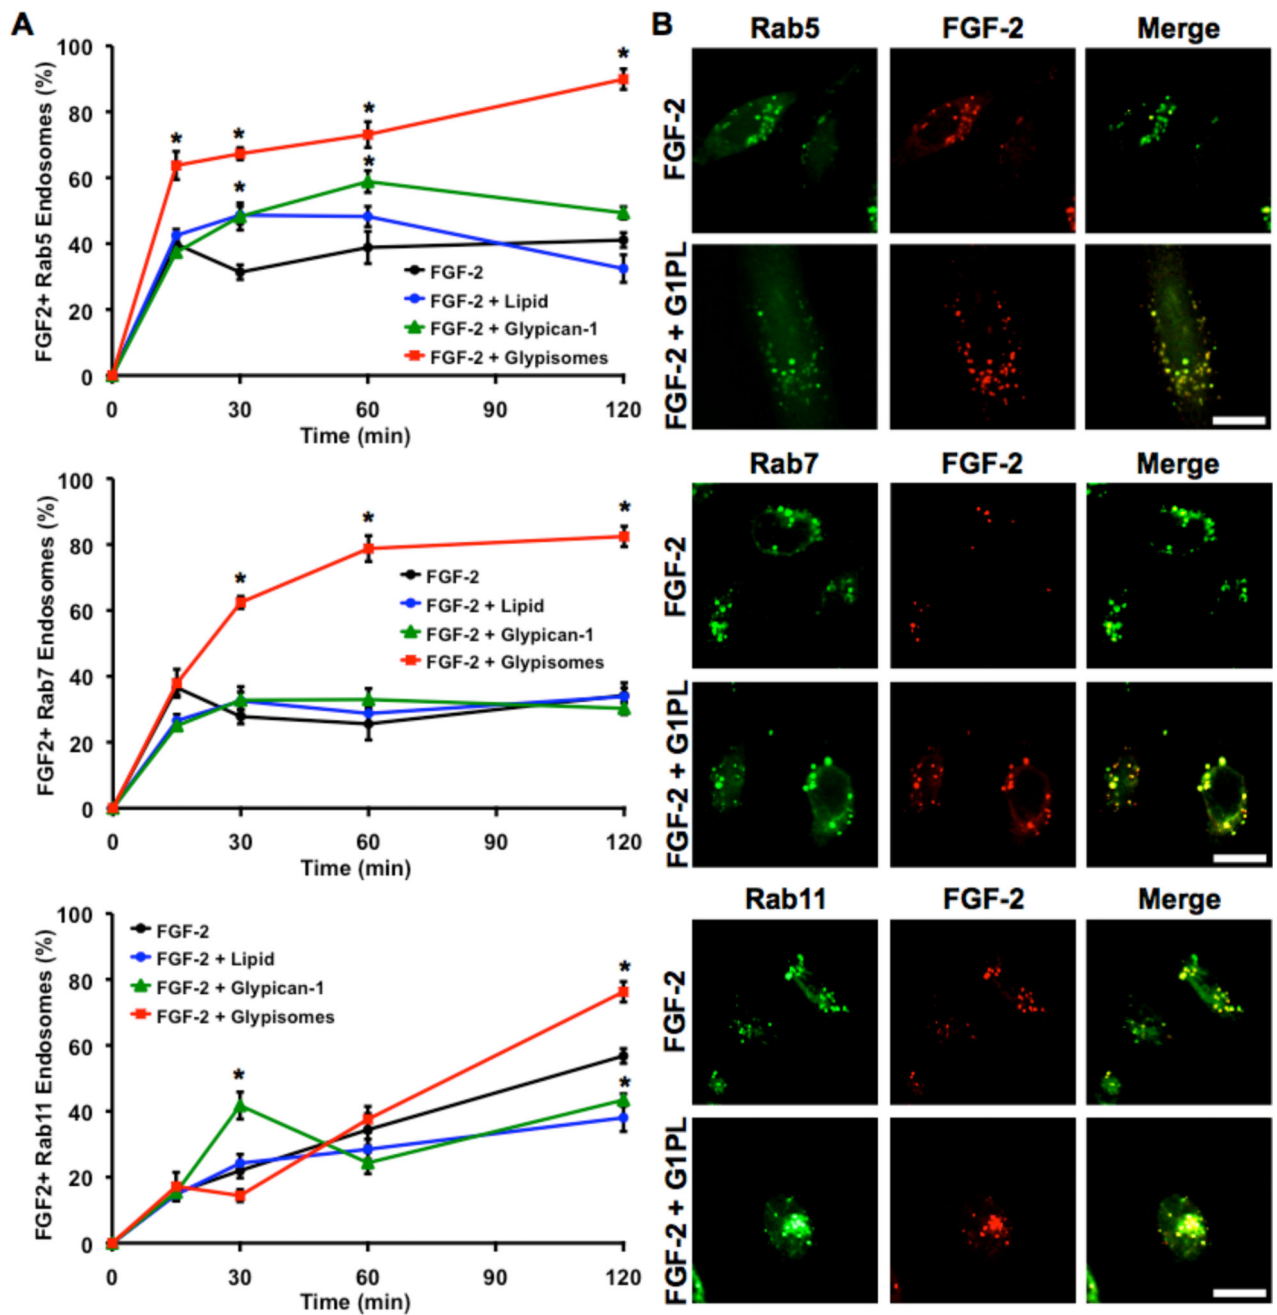 A
100
80
60
40
20
0
FGF2+ Rab5 Endosomes (%)
* * * * * * *
FGF-2
FGF-2 + Lipid
FGF-2 + Glypican-1
FGF-2 + Glypisomes
0 30 60 90 120
Time (min)
100
80
60
40
20
0
FGF2+ Rab7 Endosomes (%)
* * *
FGF-2
FGF-2 + Lipid
FGF-2 + Glypican-1
FGF-2 + Glypisomes
0 30 60 90 120
Time (min)
100
80
60
40
20
0
FGF2+ Rab11 Endosomes (%)
FGF-2
FGF-2 + Lipid
FGF-2 + Glypican-1
FGF-2 + Glypisomes
* * *
0 30 60 90 120
Time (min)
B
Rab5 FGF-2 Merge
FGF-2
FGF-2 + G1PL
Rab7 FGF-2 Merge
FGF-2
FGF-2 + G1PL
Rab11 FGF-2 Merge
FGF-2
FGF-2 + G1PL